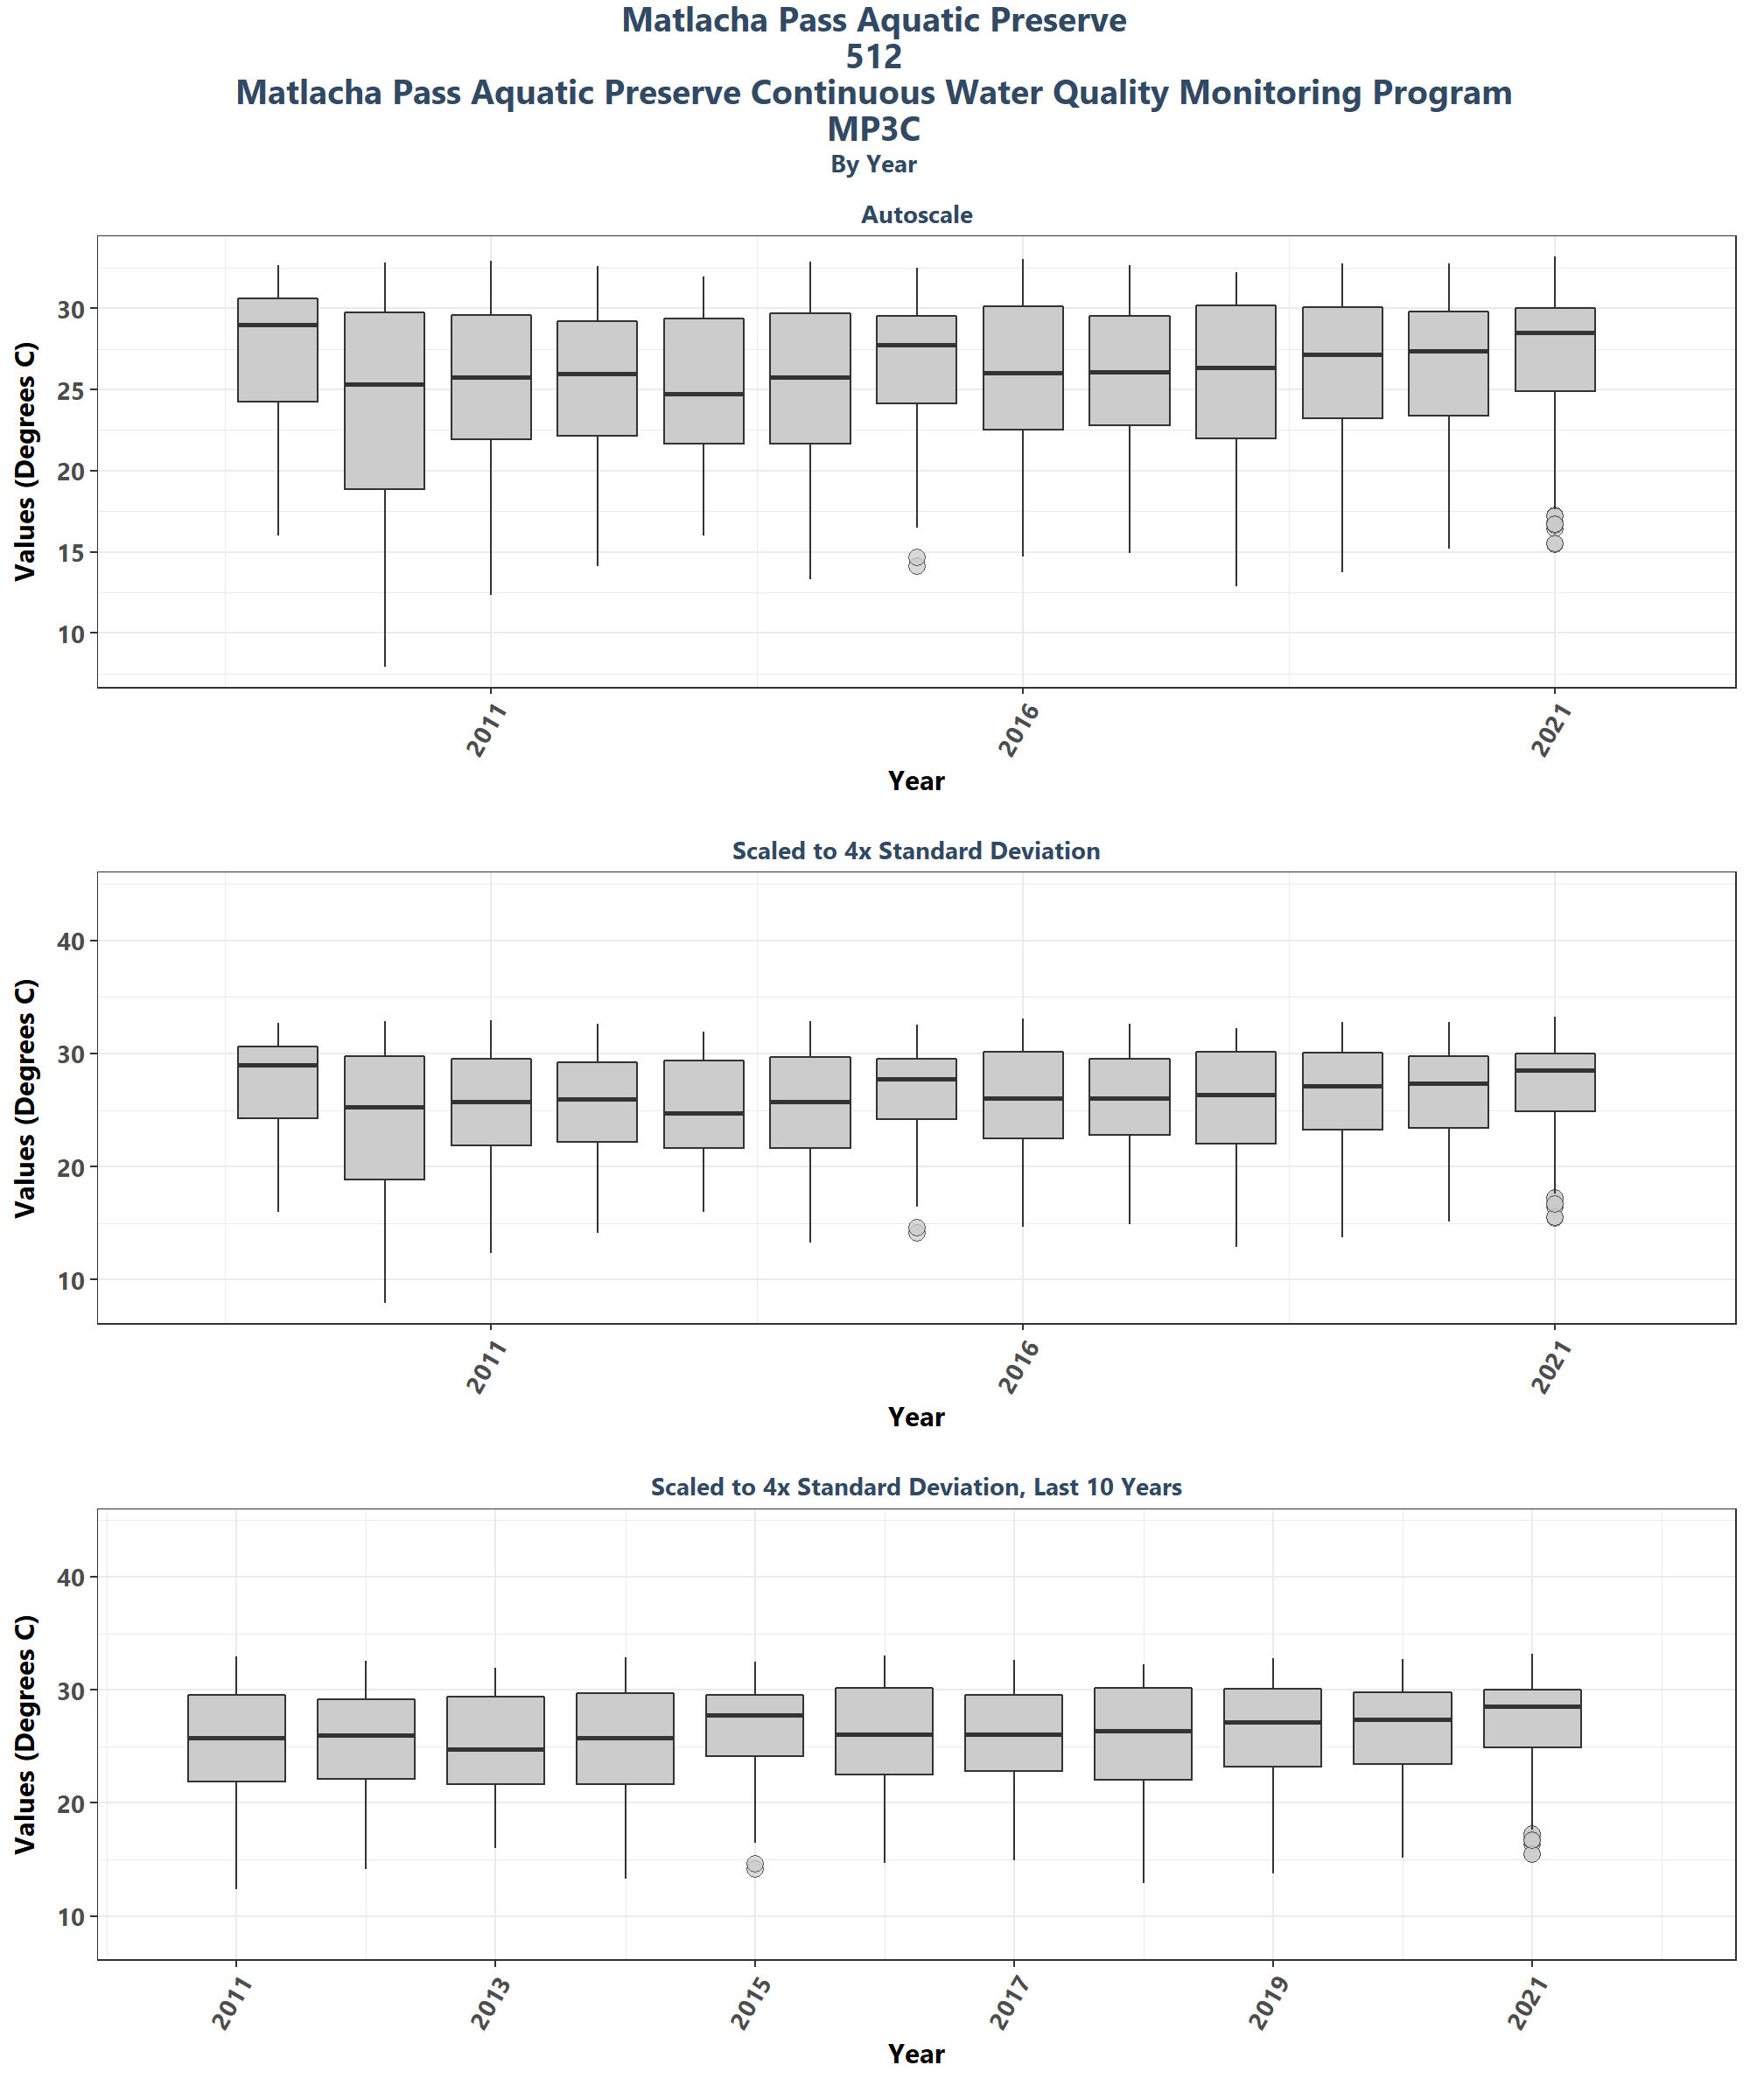 Matlacha Pass Aquatic Preserve
512
Matlacha Pass Aquatic Preserve Continuous Water Quality Monitoring Program
MP3C
By Year
Autoscale
Values (Degrees C)
30
25
20
15
10
2011
2016
2021
Year
Scaled to 4x Standard Deviation
Values (Degrees C)
40
30
20
10
2011
2016
2021
Year
Scaled to 4x Standard Deviation, Last 10 Years
Values (Degrees C)
40
30
20
10
2011
2013
2015
2017
2019
2021
Year